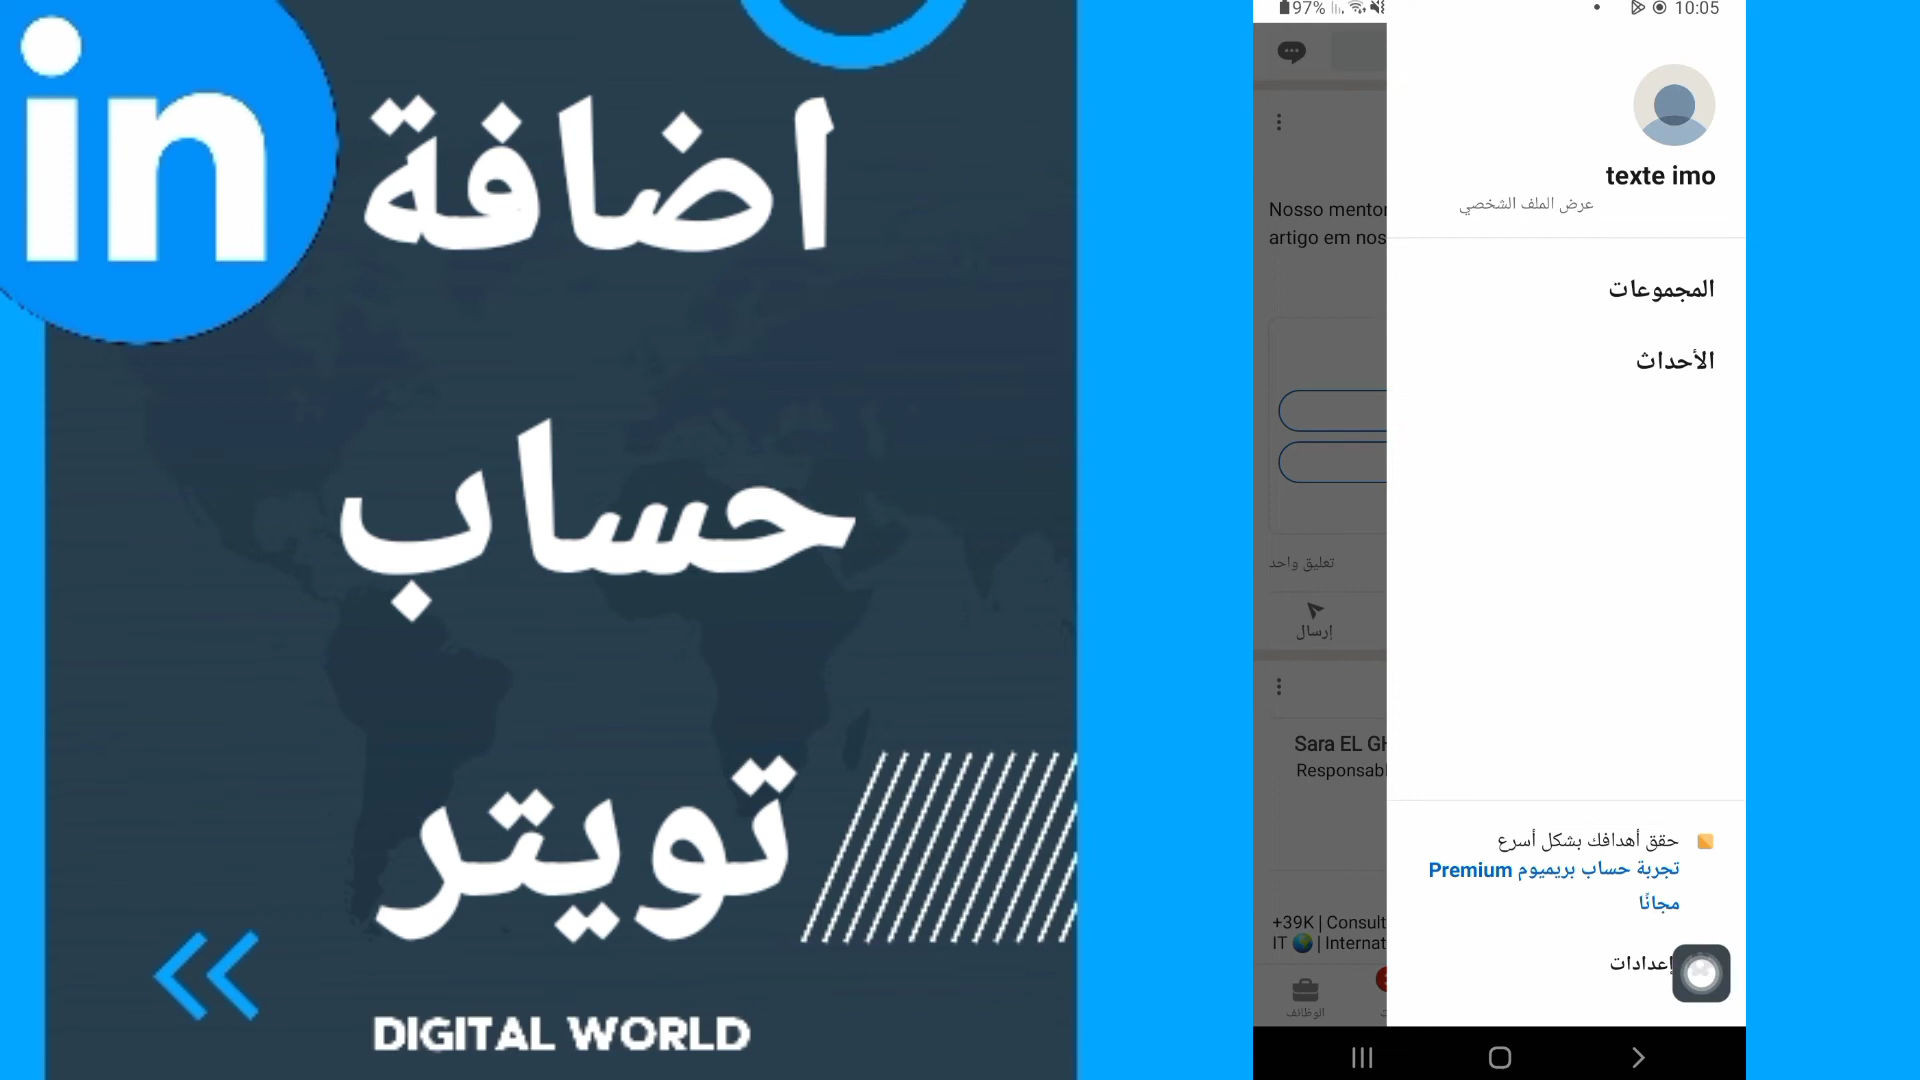 in
اضافة
حساب
تويتر
DIGITAL WORLD
97%
10:05
texte imo
عرض الملف الشخصي
المجموعات
الأحداث
Nosso mentor
artigo em nos
تعليق واحد
إرسال
Sara EL GH
Responsabl
+39K | Consult
IT | Internat
الوظائف
حقق أهدافك بشكل أسرع
تجربة حساب بريميوم Premium
مجانًا
إعدادات